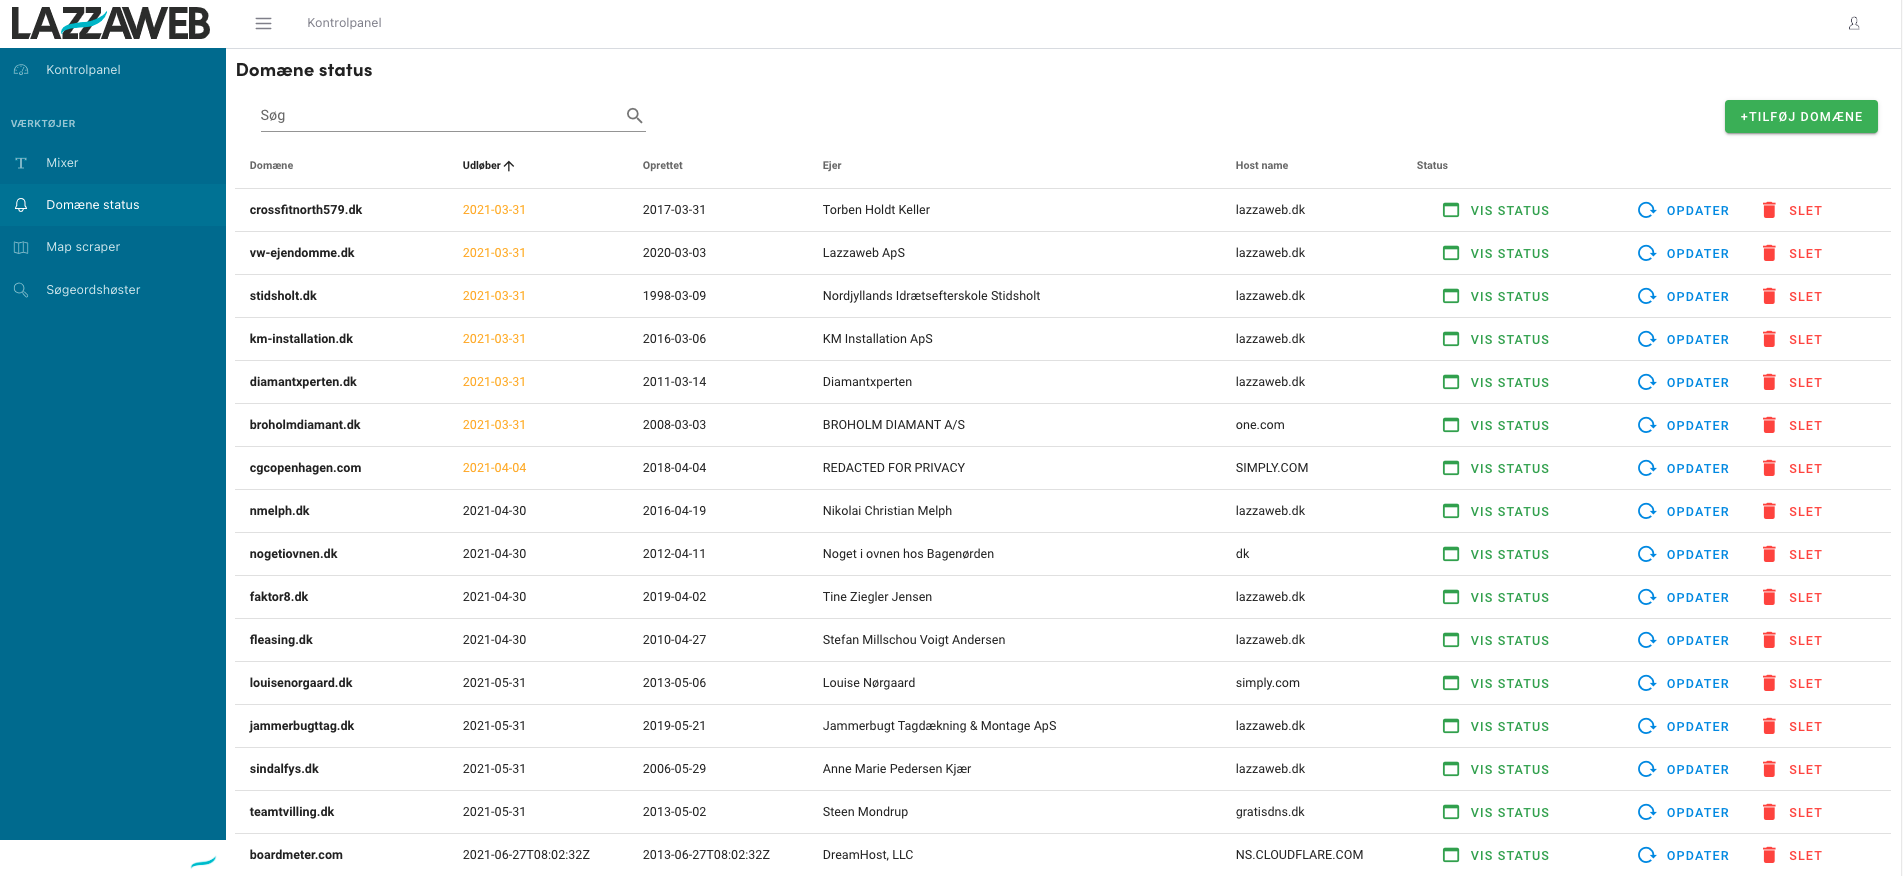 LAZZAWEB
Kontrolpanel
Kontrolpanel
VÆRKTØJER
Mixer
Domæne status
Map scraper
Søgeordshøster
Domæne status
Søg
+TILFØJ DOMÆNE
Domæne Udløber Oprettet Ejer Host name Status
crossfitnorth579.dk 2021-03-31 2017-03-31 Torben Holdt Keller lazzaweb.dk VIS STATUS OPDATER SLET
vw-ejendomme.dk 2021-03-31 2020-03-03 Lazzaweb ApS lazzaweb.dk VIS STATUS OPDATER SLET
stidsholt.dk 2021-03-31 1998-03-09 Nordjyllands Idrætsefterskole Stidsholt lazzaweb.dk VIS STATUS OPDATER SLET
km-installation.dk 2021-03-31 2016-03-06 KM Installation ApS lazzaweb.dk VIS STATUS OPDATER SLET
diamantxperten.dk 2021-03-31 2011-03-14 Diamantxperten lazzaweb.dk VIS STATUS OPDATER SLET
broholmdiamant.dk 2021-03-31 2008-03-03 BROHOLM DIAMANT A/S one.com VIS STATUS OPDATER SLET
cgcopenhagen.com 2021-04-04 2018-04-04 REDACTED FOR PRIVACY SIMPLY.COM VIS STATUS OPDATER SLET
nmelph.dk 2021-04-30 2016-04-19 Nikolai Christian Melph lazzaweb.dk VIS STATUS OPDATER SLET
nogetiovnen.dk 2021-04-30 2012-04-11 Noget i ovnen hos Bagenørden dk VIS STATUS OPDATER SLET
faktor8.dk 2021-04-30 2019-04-02 Tine Ziegler Jensen lazzaweb.dk VIS STATUS OPDATER SLET
fleasing.dk 2021-04-30 2010-04-27 Stefan Millschou Voigt Andersen lazzaweb.dk VIS STATUS OPDATER SLET
louisenorgaard.dk 2021-05-31 2013-05-06 Louise Nørgaard simply.com VIS STATUS OPDATER SLET
jammerbugttag.dk 2021-05-31 2019-05-21 Jammerbugt Tagdækning & Montage ApS lazzaweb.dk VIS STATUS OPDATER SLET
sindalfys.dk 2021-05-31 2006-05-29 Anne Marie Pedersen Kjær lazzaweb.dk VIS STATUS OPDATER SLET
teamtvilling.dk 2021-05-31 2013-05-02 Steen Mondrup gratisdns.dk VIS STATUS OPDATER SLET
boardmeter.com 2021-06-27T08:02:32Z 2013-06-27T08:02:32Z DreamHost, LLC NS.CLOUDFLARE.COM VIS STATUS OPDATER SLET